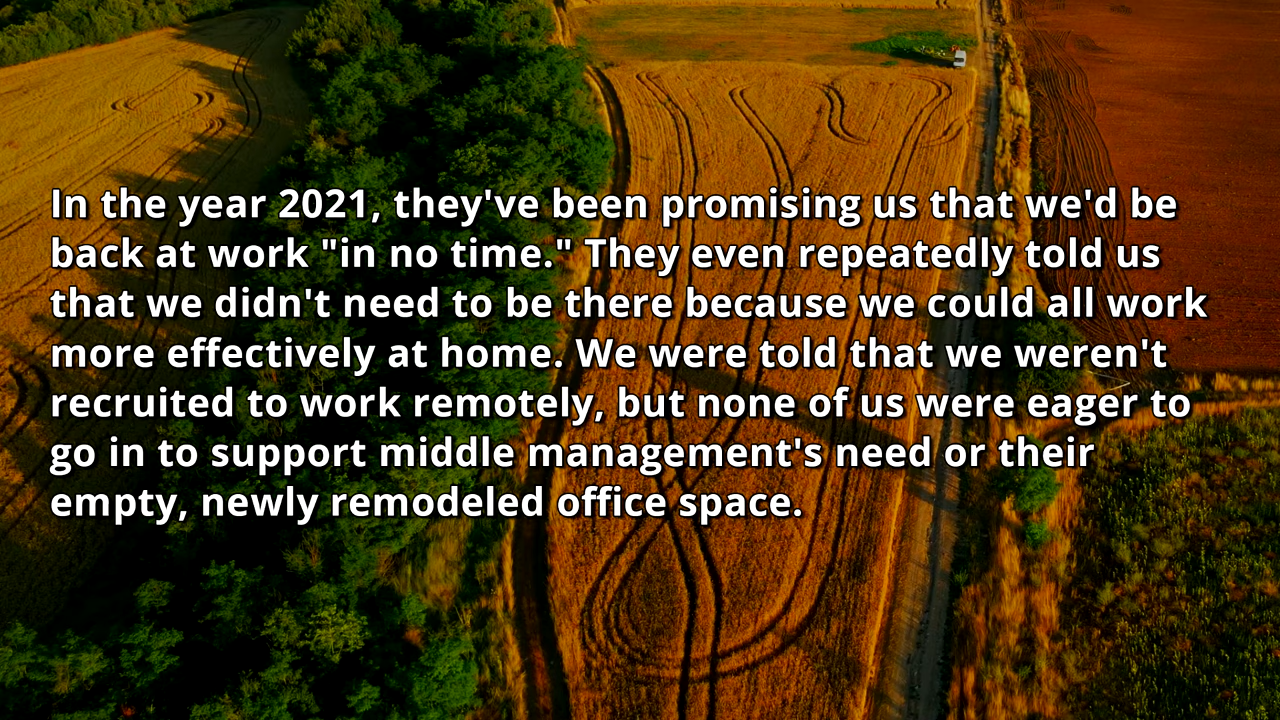 In the year 2021, they've been promising us that we'd be
back at work "in no time." They even repeatedly told us
that we didn't need to be there because we could all work
more effectively at home. We were told that we weren't
recruited to work remotely, but none of us were eager to
go in to support middle management's need or their
empty, newly remodeled office space.